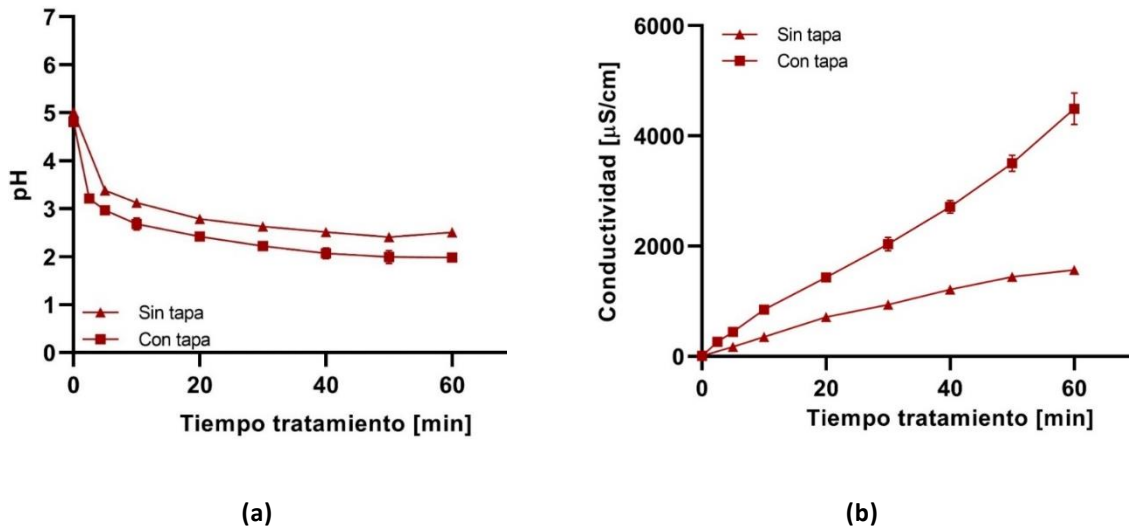 7
6
5
4
3
2
1
0
pH
Sin tapa
Con tapa
0 20 40 60
Tiempo tratamiento [min]
(a)
Sin tapa
Con tapa
6000
4000
2000
0
Conductividad [µS/cm]
0 20 40 60
Tiempo tratamiento [min]
(b)